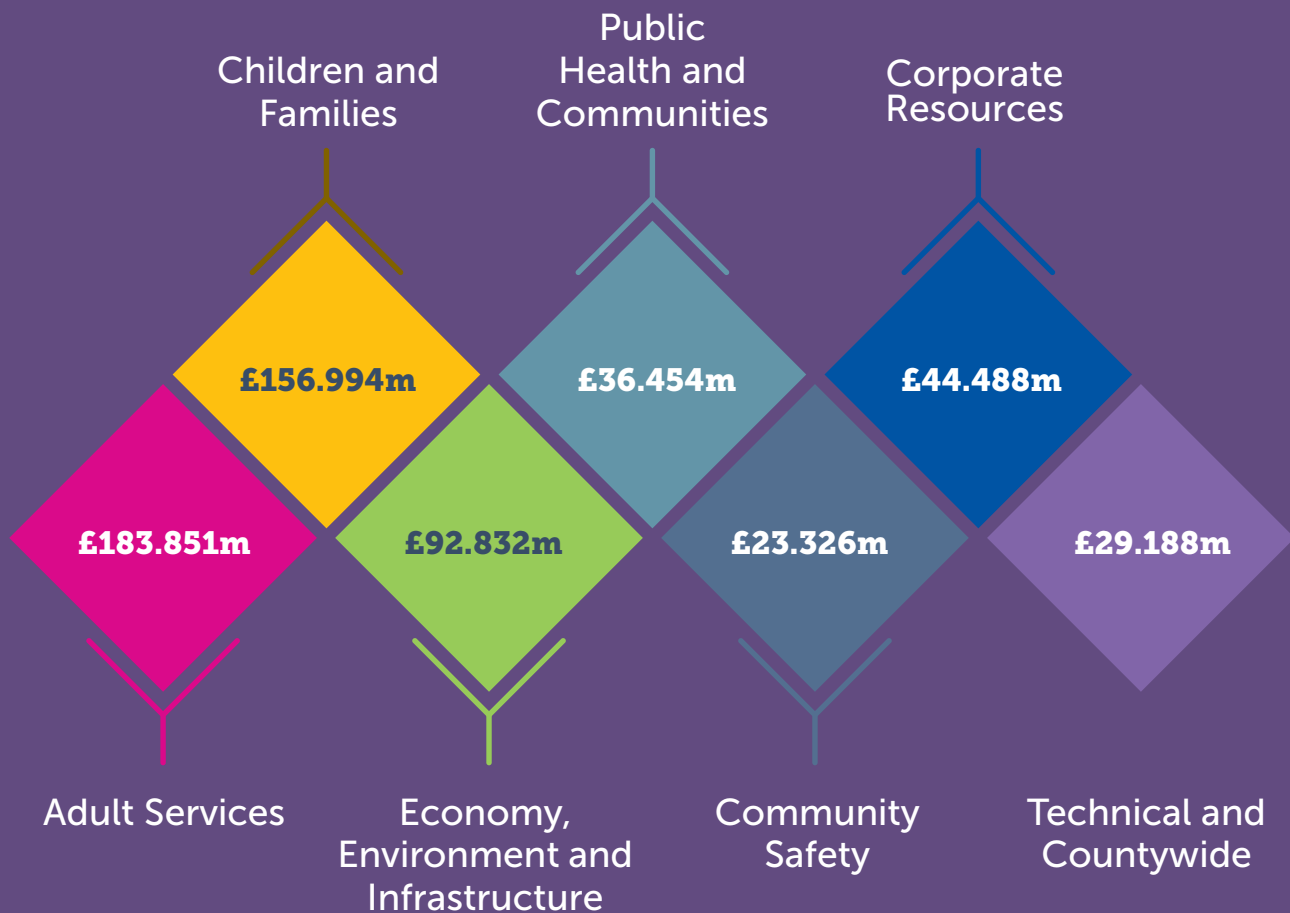 Public
Children and
Health and
Corporate
Families
Communities
Resources
£156.994m
£36.454m
£44.488m
£183.851m
£92.832m
£23.326m
£29.188m
Adult Services
Economy,
Environment and
Infrastructure
Community
Safety
Technical and
Countywide